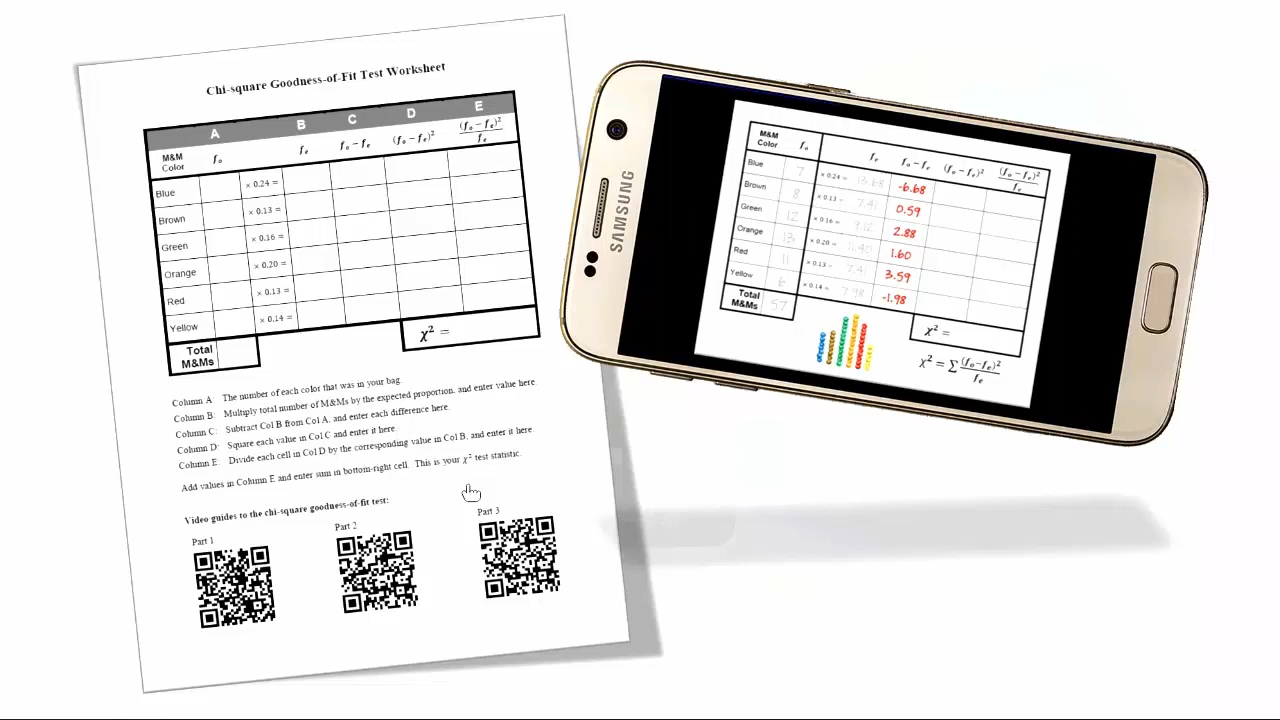 Chi-square Goodness-of-Fit Test Worksheet
A B C D E
M&M Color fₒ fₑ fₒ − fₑ (fₒ − fₑ)² (fₒ − fₑ)² / fₑ
Blue × 0.24 =
Brown × 0.13 =
Green × 0.16 =
Orange × 0.20 =
Red × 0.13 =
Yellow × 0.14 =
Total M&Ms
χ² =
Column A: The number of each color that was in your bag.
Column B: Multiply total number of M&Ms by the expected proportion, and enter value here.
Column C: Subtract Col B from Col A, and enter each difference here.
Column D: Square each value in Col C and enter it here.
Column E: Divide each cell in Col D by the corresponding value in Col B, and enter it here.
Add values in Column E and enter sum in bottom-right cell. This is your χ² test statistic.
Video guides to the chi-square goodness-of-fit test:
Part 1 Part 2 Part 3
SAMSUNG
M&M Color fₒ fₑ fₒ − fₑ (fₒ − fₑ)² (fₒ − fₑ)² / fₑ
Blue 7 × 0.24 = 13.68 -6.68
Brown 8 × 0.13 = 7.41 0.59
Green 12 × 0.16 = 9.12 2.88
Orange 13 × 0.20 = 11.40 1.60
Red 11 × 0.13 = 7.41 3.59
Yellow 6 × 0.14 = 7.98 -1.98
Total M&Ms 57
χ² =
χ² = ∑ (fₒ−fₑ)² / fₑ